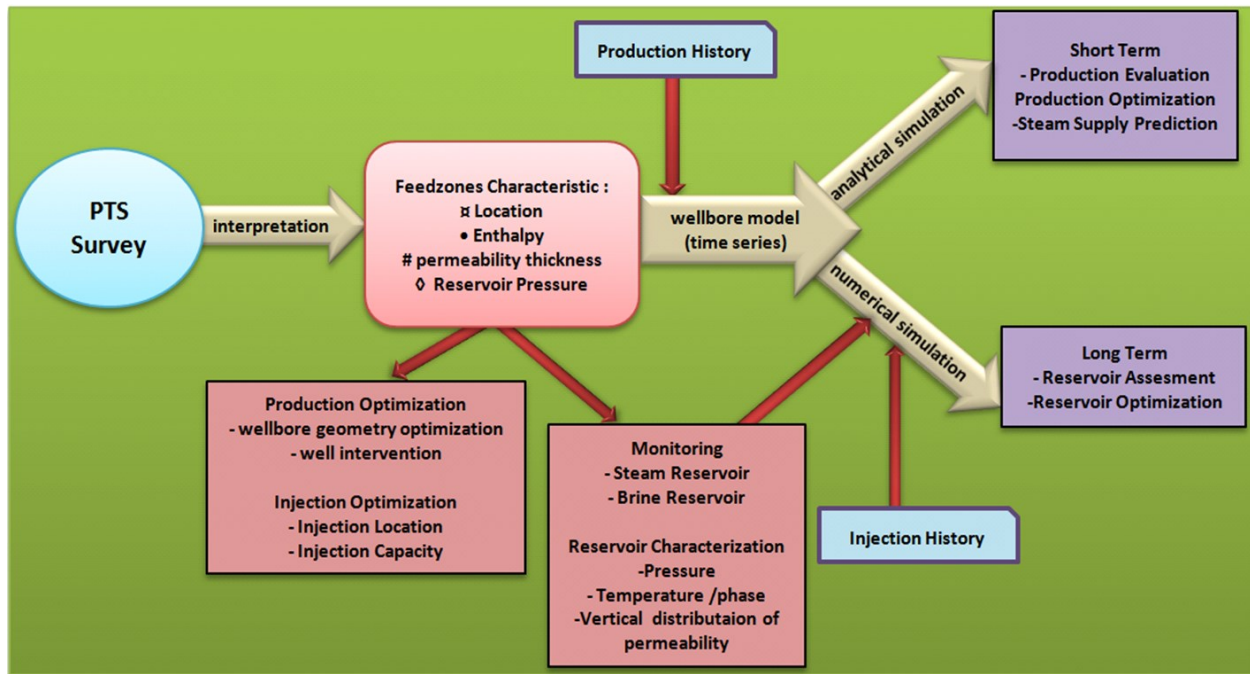 PTS
Survey
interpretation
Feedzones Characteristic :
¤ Location
• Enthalpy
# permeability thickness
◊ Reservoir Pressure
Production History
wellbore model
(time series)
analytical simulation
numerical simulation
Short Term
- Production Evaluation
Production Optimization
-Steam Supply Prediction
Long Term
- Reservoir Assesment
-Reservoir Optimization
Production Optimization
- wellbore geometry optimization
- well intervention
Injection Optimization
- Injection Location
- Injection Capacity
Monitoring
- Steam Reservoir
- Brine Reservoir
Reservoir Characterization
-Pressure
- Temperature /phase
-Vertical distributaion of
permeability
Injection History